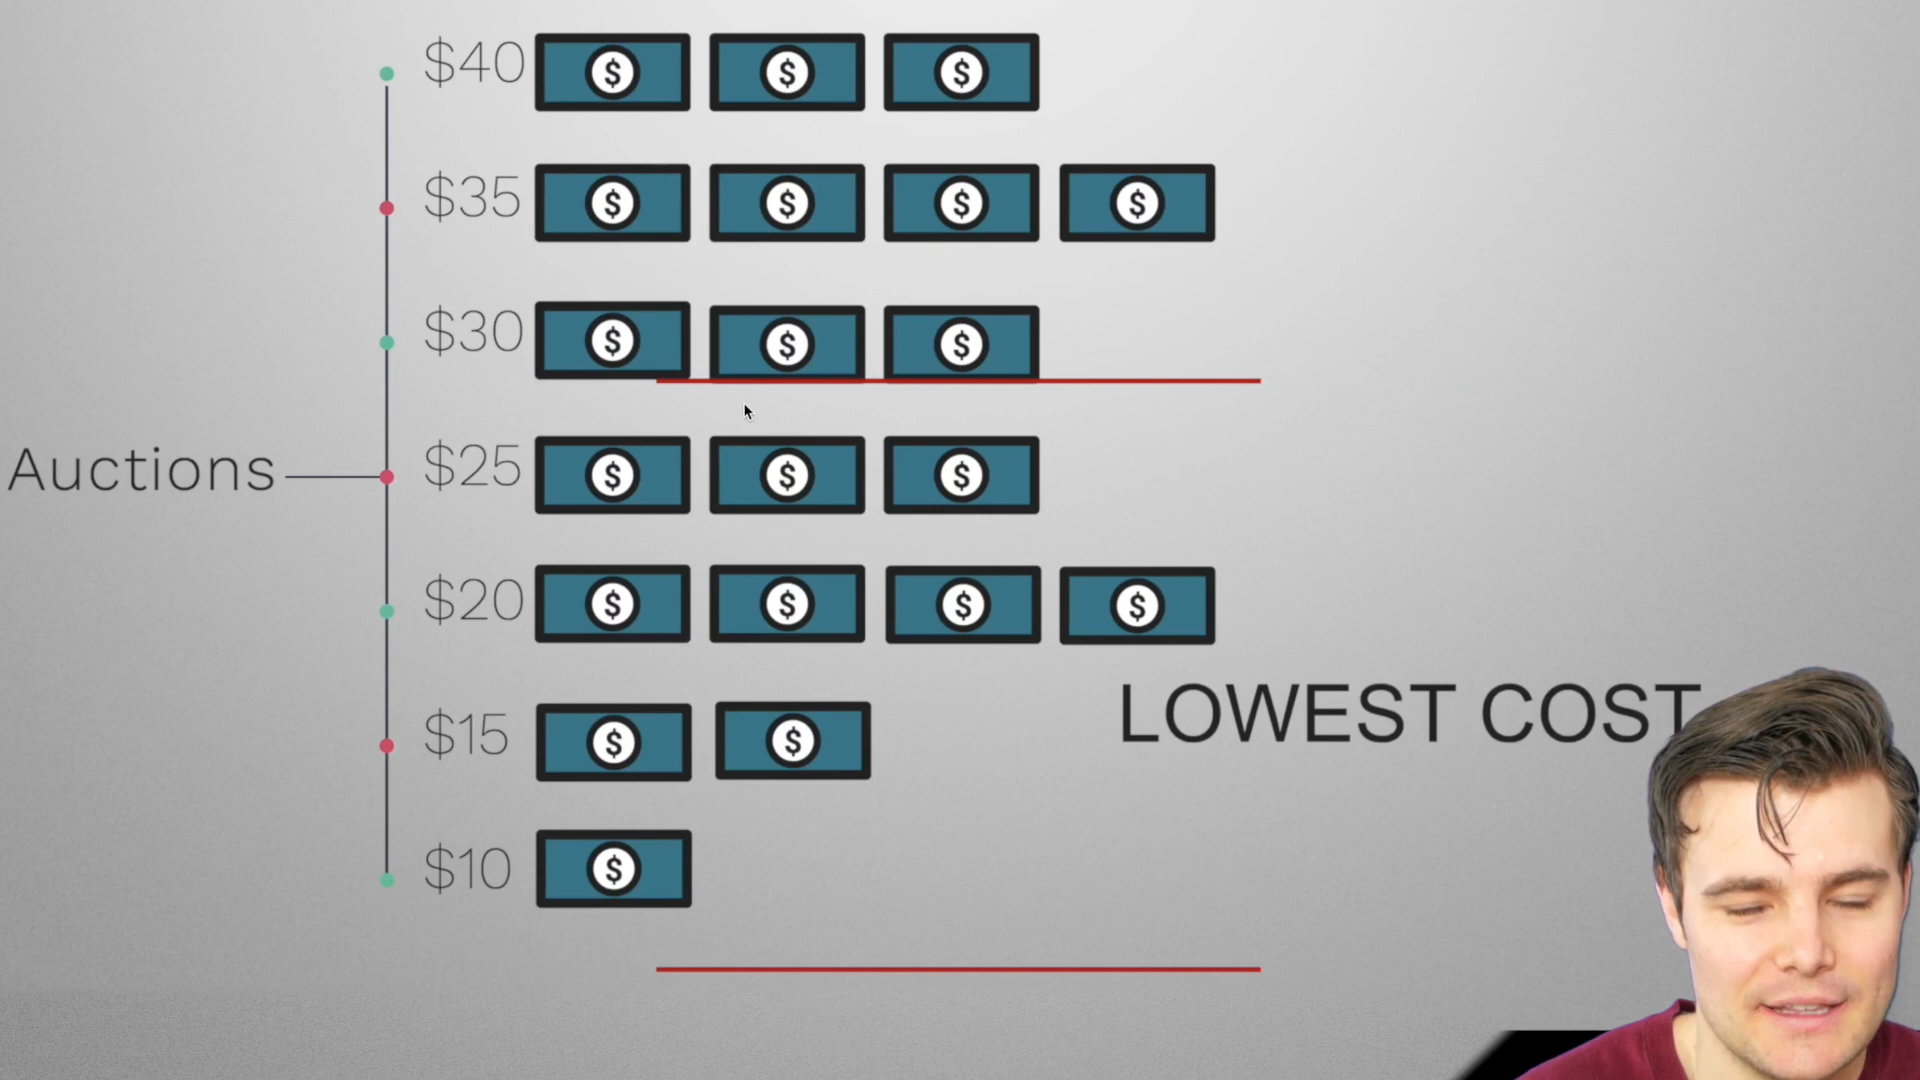 $40 $ $ $
$35 $ $ $ $
$30 $ $ $
Auctions $25 $ $ $
$20 $ $ $ $
LOWEST COST
$15 $ $
$10 $